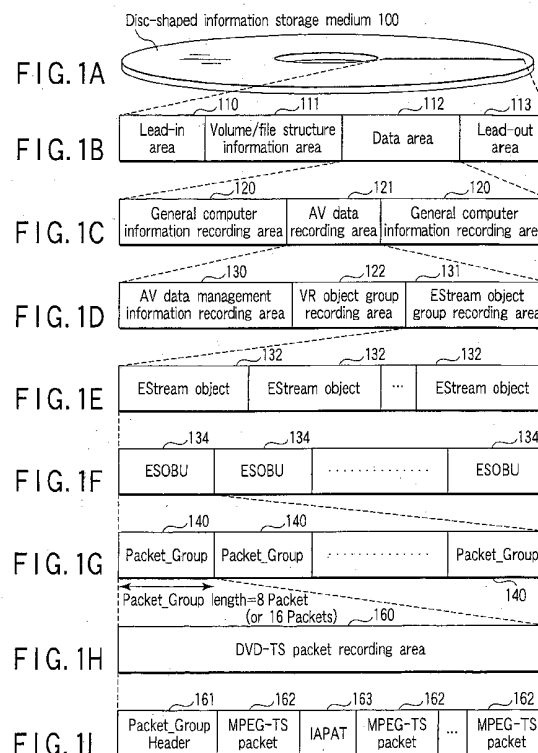 Disc-shaped information storage medium 100
FIG.1A
110 111 112 113
FIG.1B
Lead-in area
Volume/file structure information area
Data area
Lead-out area
120 121 120
FIG.1C
General computer information recording area
AV data recording area
General computer information recording area
130 122 131
FIG.1D
AV data management information recording area
VR object group recording area
EStream object group recording area
132 132 132
FIG.1E
EStream object EStream object ... EStream object
134 134 134
FIG.1F
ESOBU ESOBU ............. ESOBU
140 140
FIG.1G
Packet_Group Packet_Group ............. Packet_Group
140
Packet_Group length=8 Packet
(or 16 Packets) 160
FIG.1H
DVD-TS packet recording area
161 162 163 162 162
FIG.1I
Packet_Group Header
MPEG-TS packet
IAPAT
MPEG-TS packet
...
MPEG-TS packet